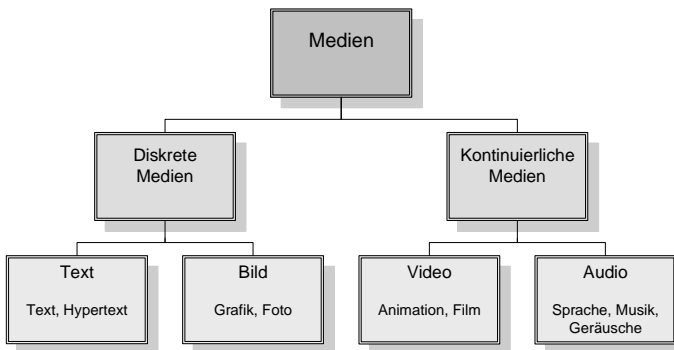 Medien
Diskrete
Medien
Kontinuierliche
Medien
Text
Text, Hypertext
Bild
Grafik, Foto
Video
Animation, Film
Audio
Sprache, Musik,
Geräusche